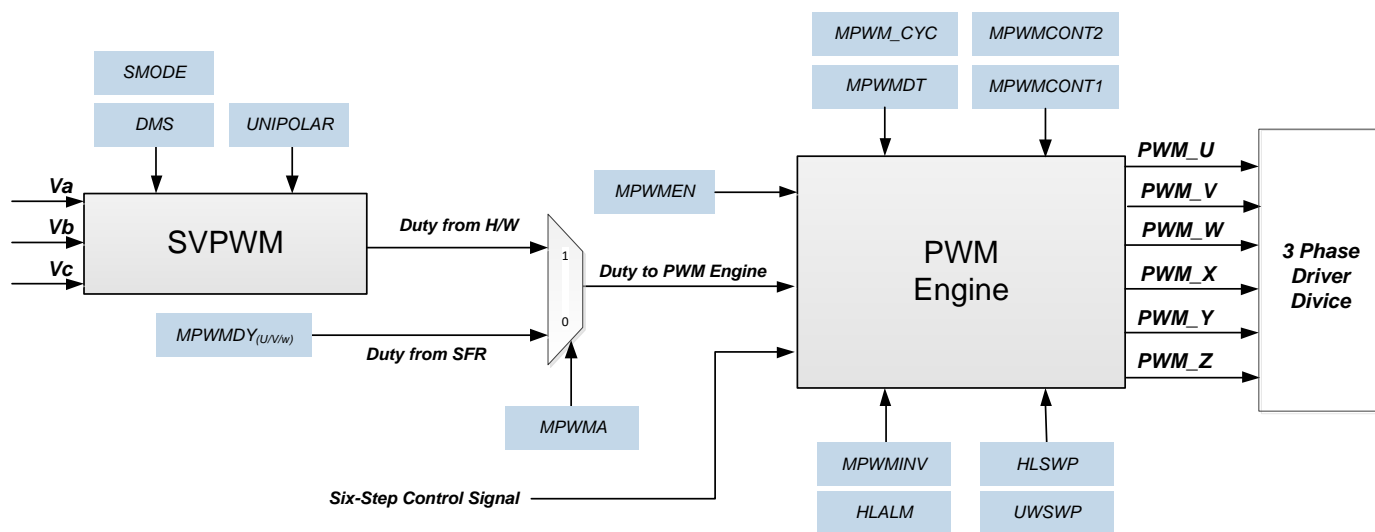 SMODE
DMS
UNIPOLAR
Va
Vb
Vc
SVPWM
Duty from H/W
MPWMDY(U/V/w)
Duty from SFR
1
0
MPWMA
Duty to PWM Engine
MPWMEN
Six-Step Control Signal
MPWM_CYC
MPWMCONT2
MPWMDT
MPWMCONT1
PWM
Engine
MPWMINV
HLSWP
HLALM
UWSWP
PWM_U
PWM_V
PWM_W
PWM_X
PWM_Y
PWM_Z
3 Phase
Driver
Divice